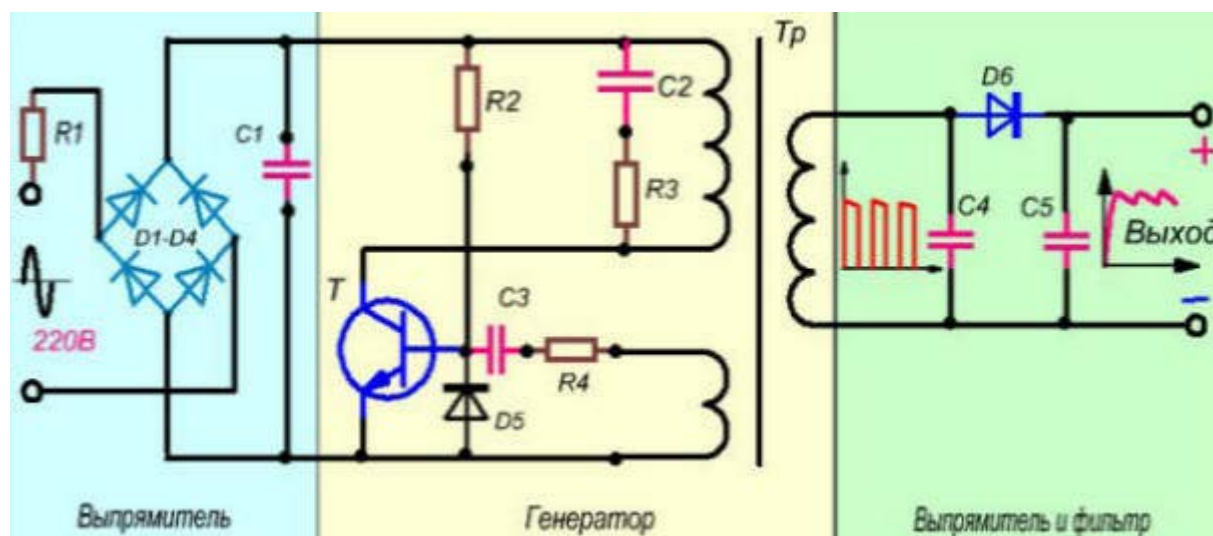 Тр
R1
C1
R2
C2
R3
D6
D1-D4
C4
C5
Выход
+
−
T
C3
R4
D5
220В
Выпрямитель
Генератор
Выпрямитель и фильтр